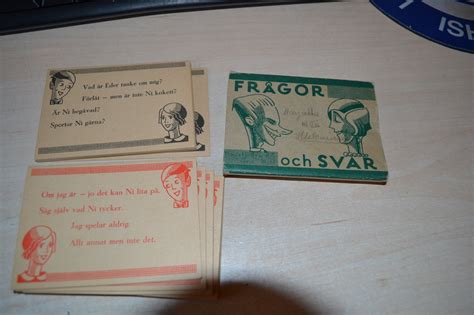 Vad är Eder tanke om mig?
Förlåt — men är inte Ni kokett?
Är Ni begåvad?
Sportar Ni gärna?
Om jag är — jo det kan Ni lita på.
Säg själv vad Ni tycker.
Jag spelar aldrig.
Allt annat men inte det.
FRÅGOR
och SVAR
ISHI